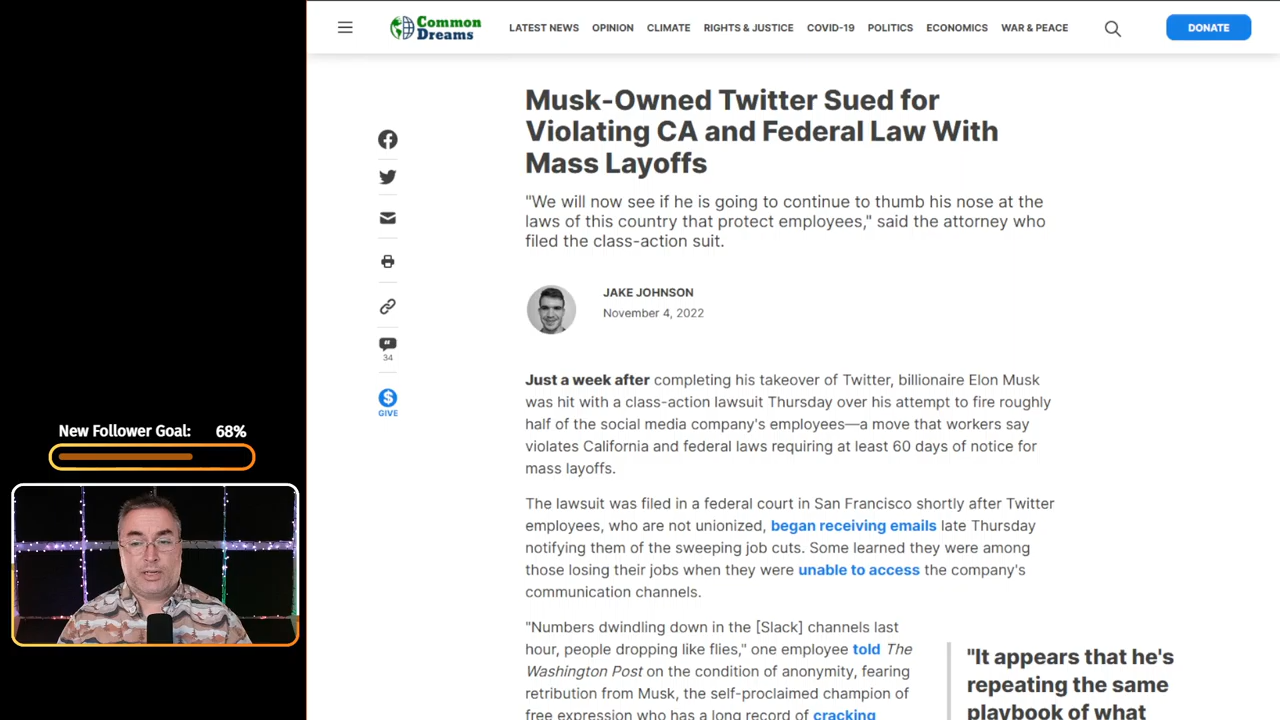 Common
Dreams
LATEST NEWS OPINION CLIMATE RIGHTS & JUSTICE COVID-19 POLITICS ECONOMICS WAR & PEACE
DONATE
Musk-Owned Twitter Sued for
Violating CA and Federal Law With
Mass Layoffs
"We will now see if he is going to continue to thumb his nose at the
laws of this country that protect employees," said the attorney who
filed the class-action suit.
JAKE JOHNSON
November 4, 2022
34
GIVE
Just a week after completing his takeover of Twitter, billionaire Elon Musk
was hit with a class-action lawsuit Thursday over his attempt to fire roughly
half of the social media company's employees—a move that workers say
violates California and federal laws requiring at least 60 days of notice for
mass layoffs.
The lawsuit was filed in a federal court in San Francisco shortly after Twitter
employees, who are not unionized, began receiving emails late Thursday
notifying them of the sweeping job cuts. Some learned they were among
those losing their jobs when they were unable to access the company's
communication channels.
"Numbers dwindling down in the [Slack] channels last
hour, people dropping like flies," one employee told The
Washington Post on the condition of anonymity, fearing
retribution from Musk, the self-proclaimed champion of
free expression who has a long record of cracking
"It appears that he's
repeating the same
playbook of what
New Follower Goal: 68%